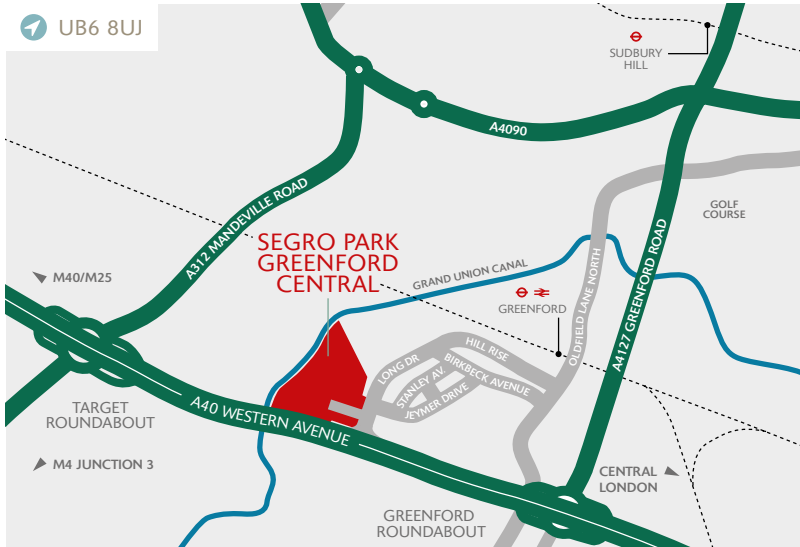 UB6 8UJ
SUDBURY
HILL
A4090
A312 MANDEVILLE ROAD
GOLF
COURSE
SEGRO PARK
GREENFORD
CENTRAL
GRAND UNION CANAL
M40/M25
GREENFORD
OLDFIELD LANE NORTH
A4127 GREENFORD ROAD
HILL RISE
LONG DR
BIRKBECK AVENUE
STANLEY AV.
JEYMER DRIVE
TARGET
ROUNDABOUT
A40 WESTERN AVENUE
M4 JUNCTION 3
CENTRAL
LONDON
GREENFORD
ROUNDABOUT